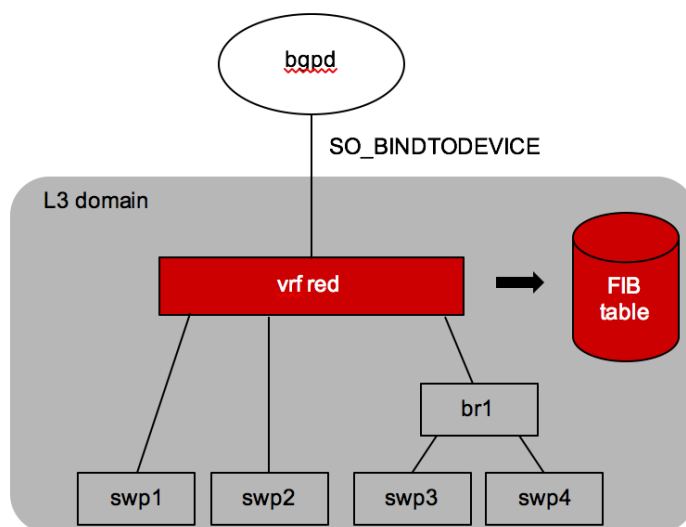 bgpd
SO_BINDTODEVICE
L3 domain
vrf red
FIB
table
br1
swp1
swp2
swp3
swp4